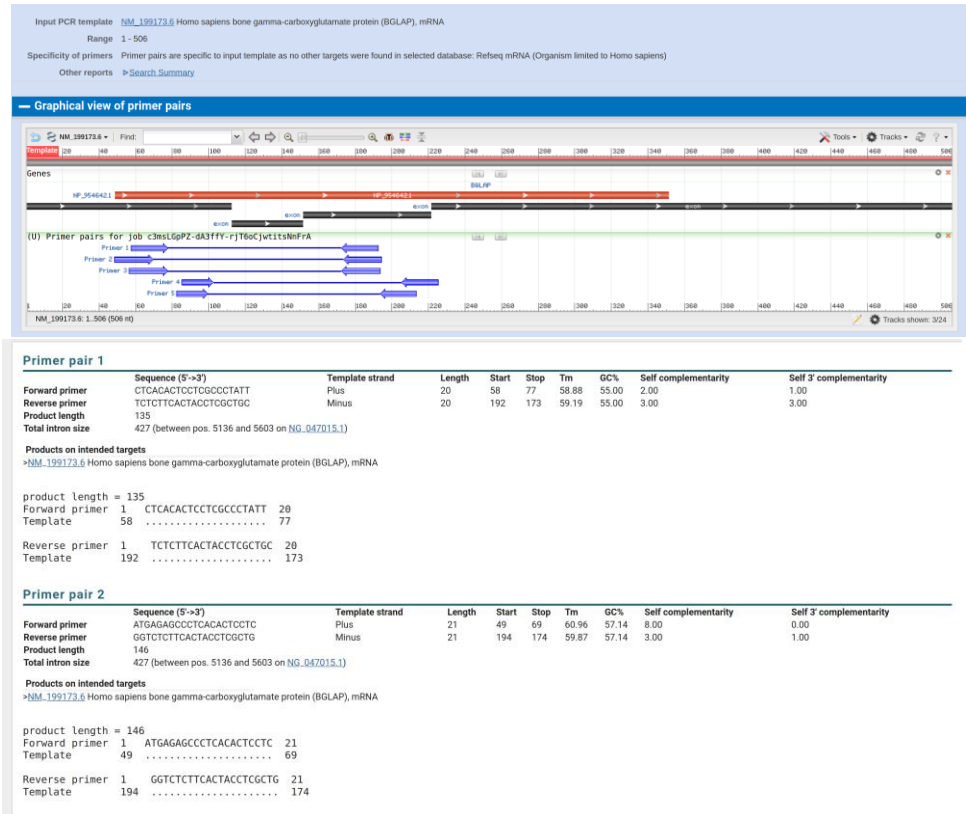 Input PCR template NM_199173.6 Homo sapiens bone gamma-carboxyglutamate protein (BGLAP), mRNA
Range 1 - 506
Specificity of primers Primer pairs are specific to input template as no other targets were found in selected database: Refseq mRNA (Organism limited to Homo sapiens)
Other reports Search Summary
Graphical view of primer pairs
NM_199173.6 Find: Tools Tracks ?
Template 20 40 60 80 100 120 140 160 180 200 220 240 260 280 300 320 340 360 380 400 420 440 460 480 506
Genes
BGLAP
NP_954642.1 NP_954642.1
exon exon
exon
exon
(U) Primer pairs for job c3msLGpPZ-dA3ffY-rjT6oCjwtitsNnFrA
Primer 1
Primer 2
Primer 3
Primer 4
Primer 5
1 20 40 60 80 100 120 140 160 180 200 220 240 260 280 300 320 340 360 380 400 420 440 460 480 506
NM_199173.6: 1..506 (506 nt) Tracks shown: 3/24
Primer pair 1
Sequence (5'->3') Template strand Length Start Stop Tm GC% Self complementarity Self 3' complementarity
Forward primer CTCACACTCCTCGCCCTATT Plus 20 58 77 58.88 55.00 2.00 1.00
Reverse primer TCTCTTCACTACCTCGCTGC Minus 20 192 173 59.19 55.00 3.00 3.00
Product length 135
Total intron size 427 (between pos. 5136 and 5603 on NG_047015.1)
Products on intended targets
>NM_199173.6 Homo sapiens bone gamma-carboxyglutamate protein (BGLAP), mRNA
product length = 135
Forward primer 1 CTCACACTCCTCGCCCTATT 20
Template 58 .................... 77
Reverse primer 1 TCTCTTCACTACCTCGCTGC 20
Template 192 .................... 173
Primer pair 2
Sequence (5'->3') Template strand Length Start Stop Tm GC% Self complementarity Self 3' complementarity
Forward primer ATGAGAGCCCTCACACTCCTC Plus 21 49 69 60.96 57.14 8.00 0.00
Reverse primer GGTCTCTTCACTACCTCGCTG Minus 21 194 174 59.87 57.14 3.00 1.00
Product length 146
Total intron size 427 (between pos. 5136 and 5603 on NG_047015.1)
Products on intended targets
>NM_199173.6 Homo sapiens bone gamma-carboxyglutamate protein (BGLAP), mRNA
product length = 146
Forward primer 1 ATGAGAGCCCTCACACTCCTC 21
Template 49 ..................... 69
Reverse primer 1 GGTCTCTTCACTACCTCGCTG 21
Template 194 ..................... 174